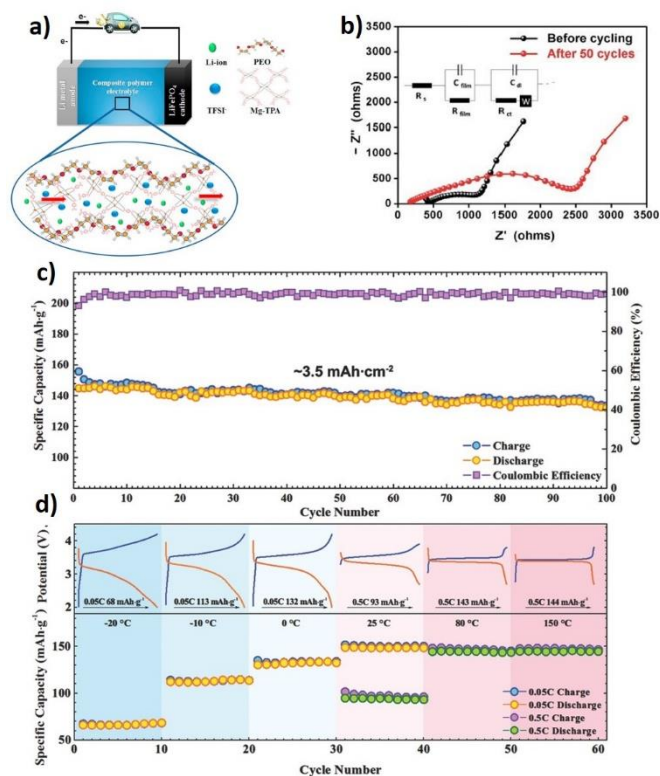 a)
e-
e-
Li metal
anode
Composite polymer
electrolyte
LiFePO4
cathode
Li-ion
PEO
TFSI-
Mg-TPA
b)
Before cycling
After 50 cycles
Rs
Cfilm
Rfilm
Cdl
Rct
W
− Z'' (ohms)
3500
3000
2500
2000
1500
1000
500
0
0 500 1000 1500 2000 2500 3000 3500
Z' (ohms)
c)
Specific Capacity (mAh·g-1)
200
180
160
140
120
100
~3.5 mAh·cm-2
Charge
Discharge
Coulombic Efficiency
Coulombic Efficiency (%)
100
80
60
40
20
0
0 10 20 30 40 50 60 70 80 90 100
Cycle Number
d)
Potential (V).
4
3
2
0.05C 68 mAh·g-1
0.05C 113 mAh·g-1
0.05C 132 mAh·g-1
0.5C 93 mAh·g-1
0.5C 143 mAh·g-1
0.5C 144 mAh·g-1
-20 °C
-10 °C
0 °C
25 °C
80 °C
150 °C
Specific Capacity (mAh·g-1)
150
100
50
0.05C Charge
0.05C Discharge
0.5C Charge
0.5C Discharge
0 10 20 30 40 50 60
Cycle Number